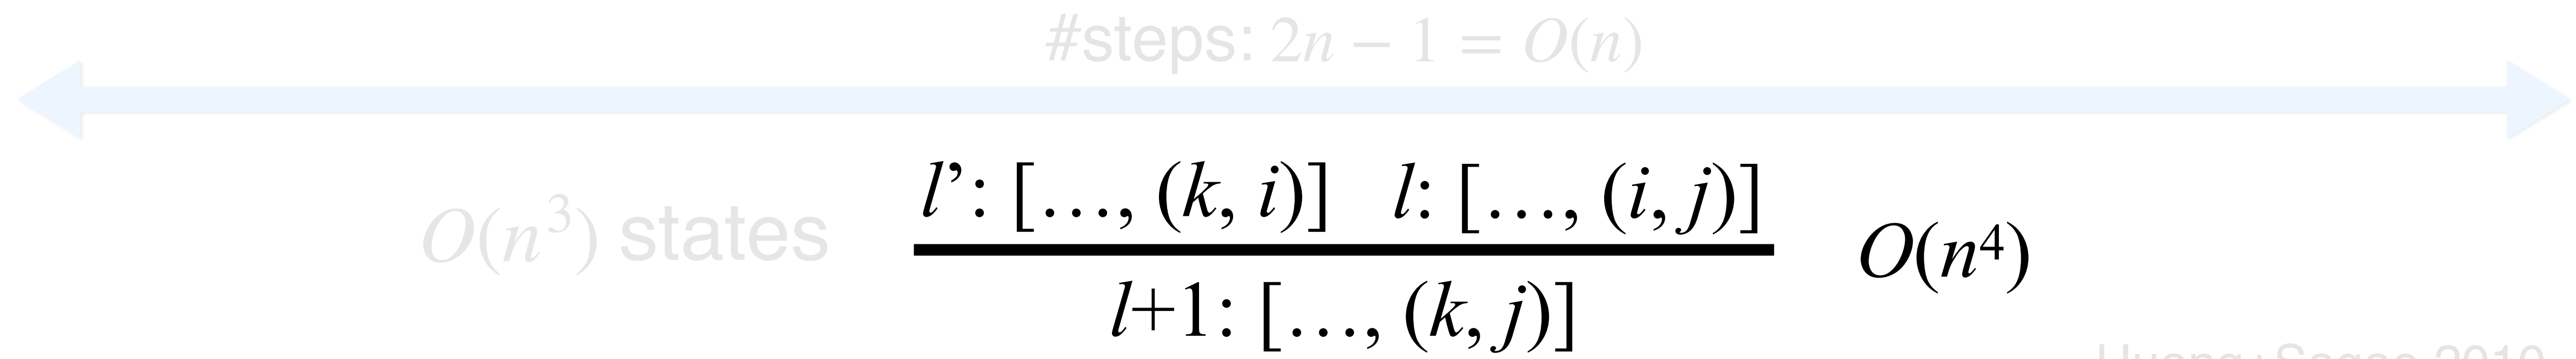 #steps: 2n − 1 = O(n)
O(n³) states l’: [..., (k, i)] l: [..., (i, j)] O(n⁴)
l+1: [..., (k, j)]